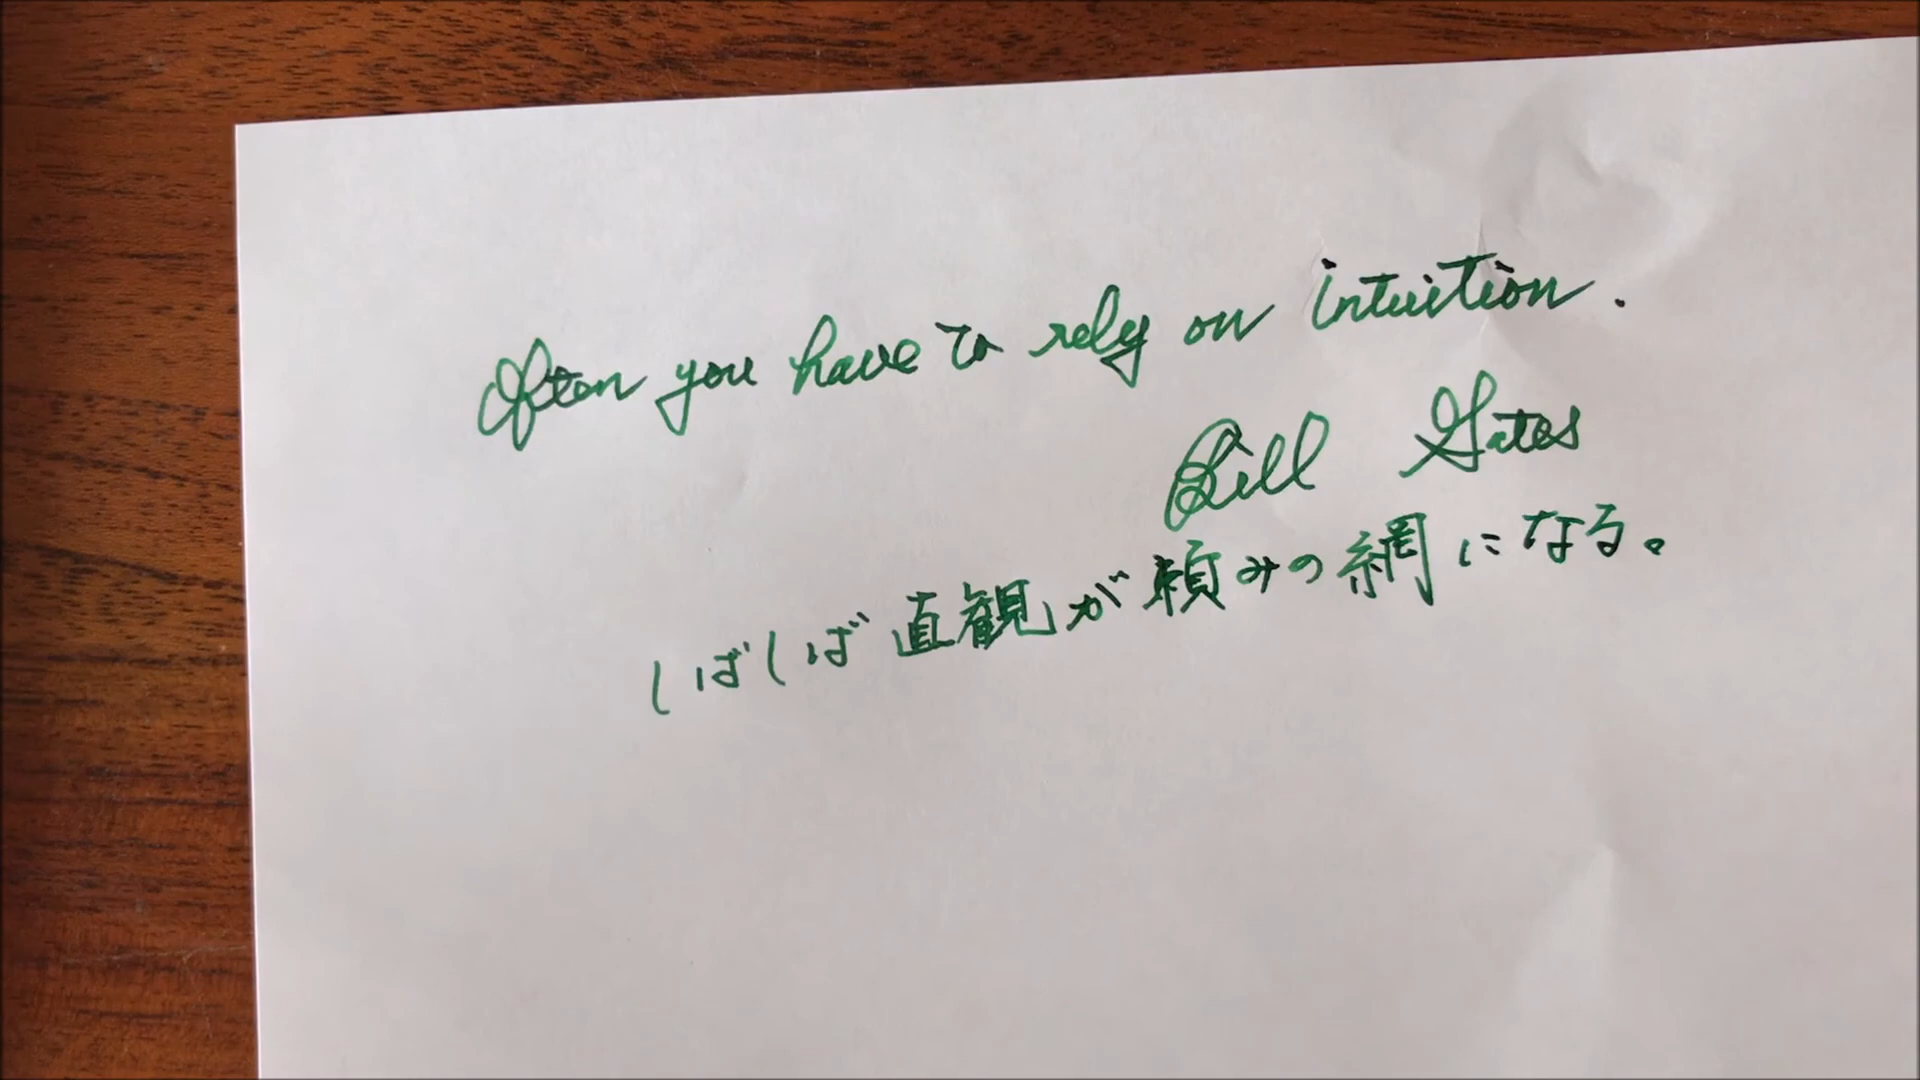 Often you have to rely on intuition.
Bill Gates
しばしば直観が頼みの網になる。